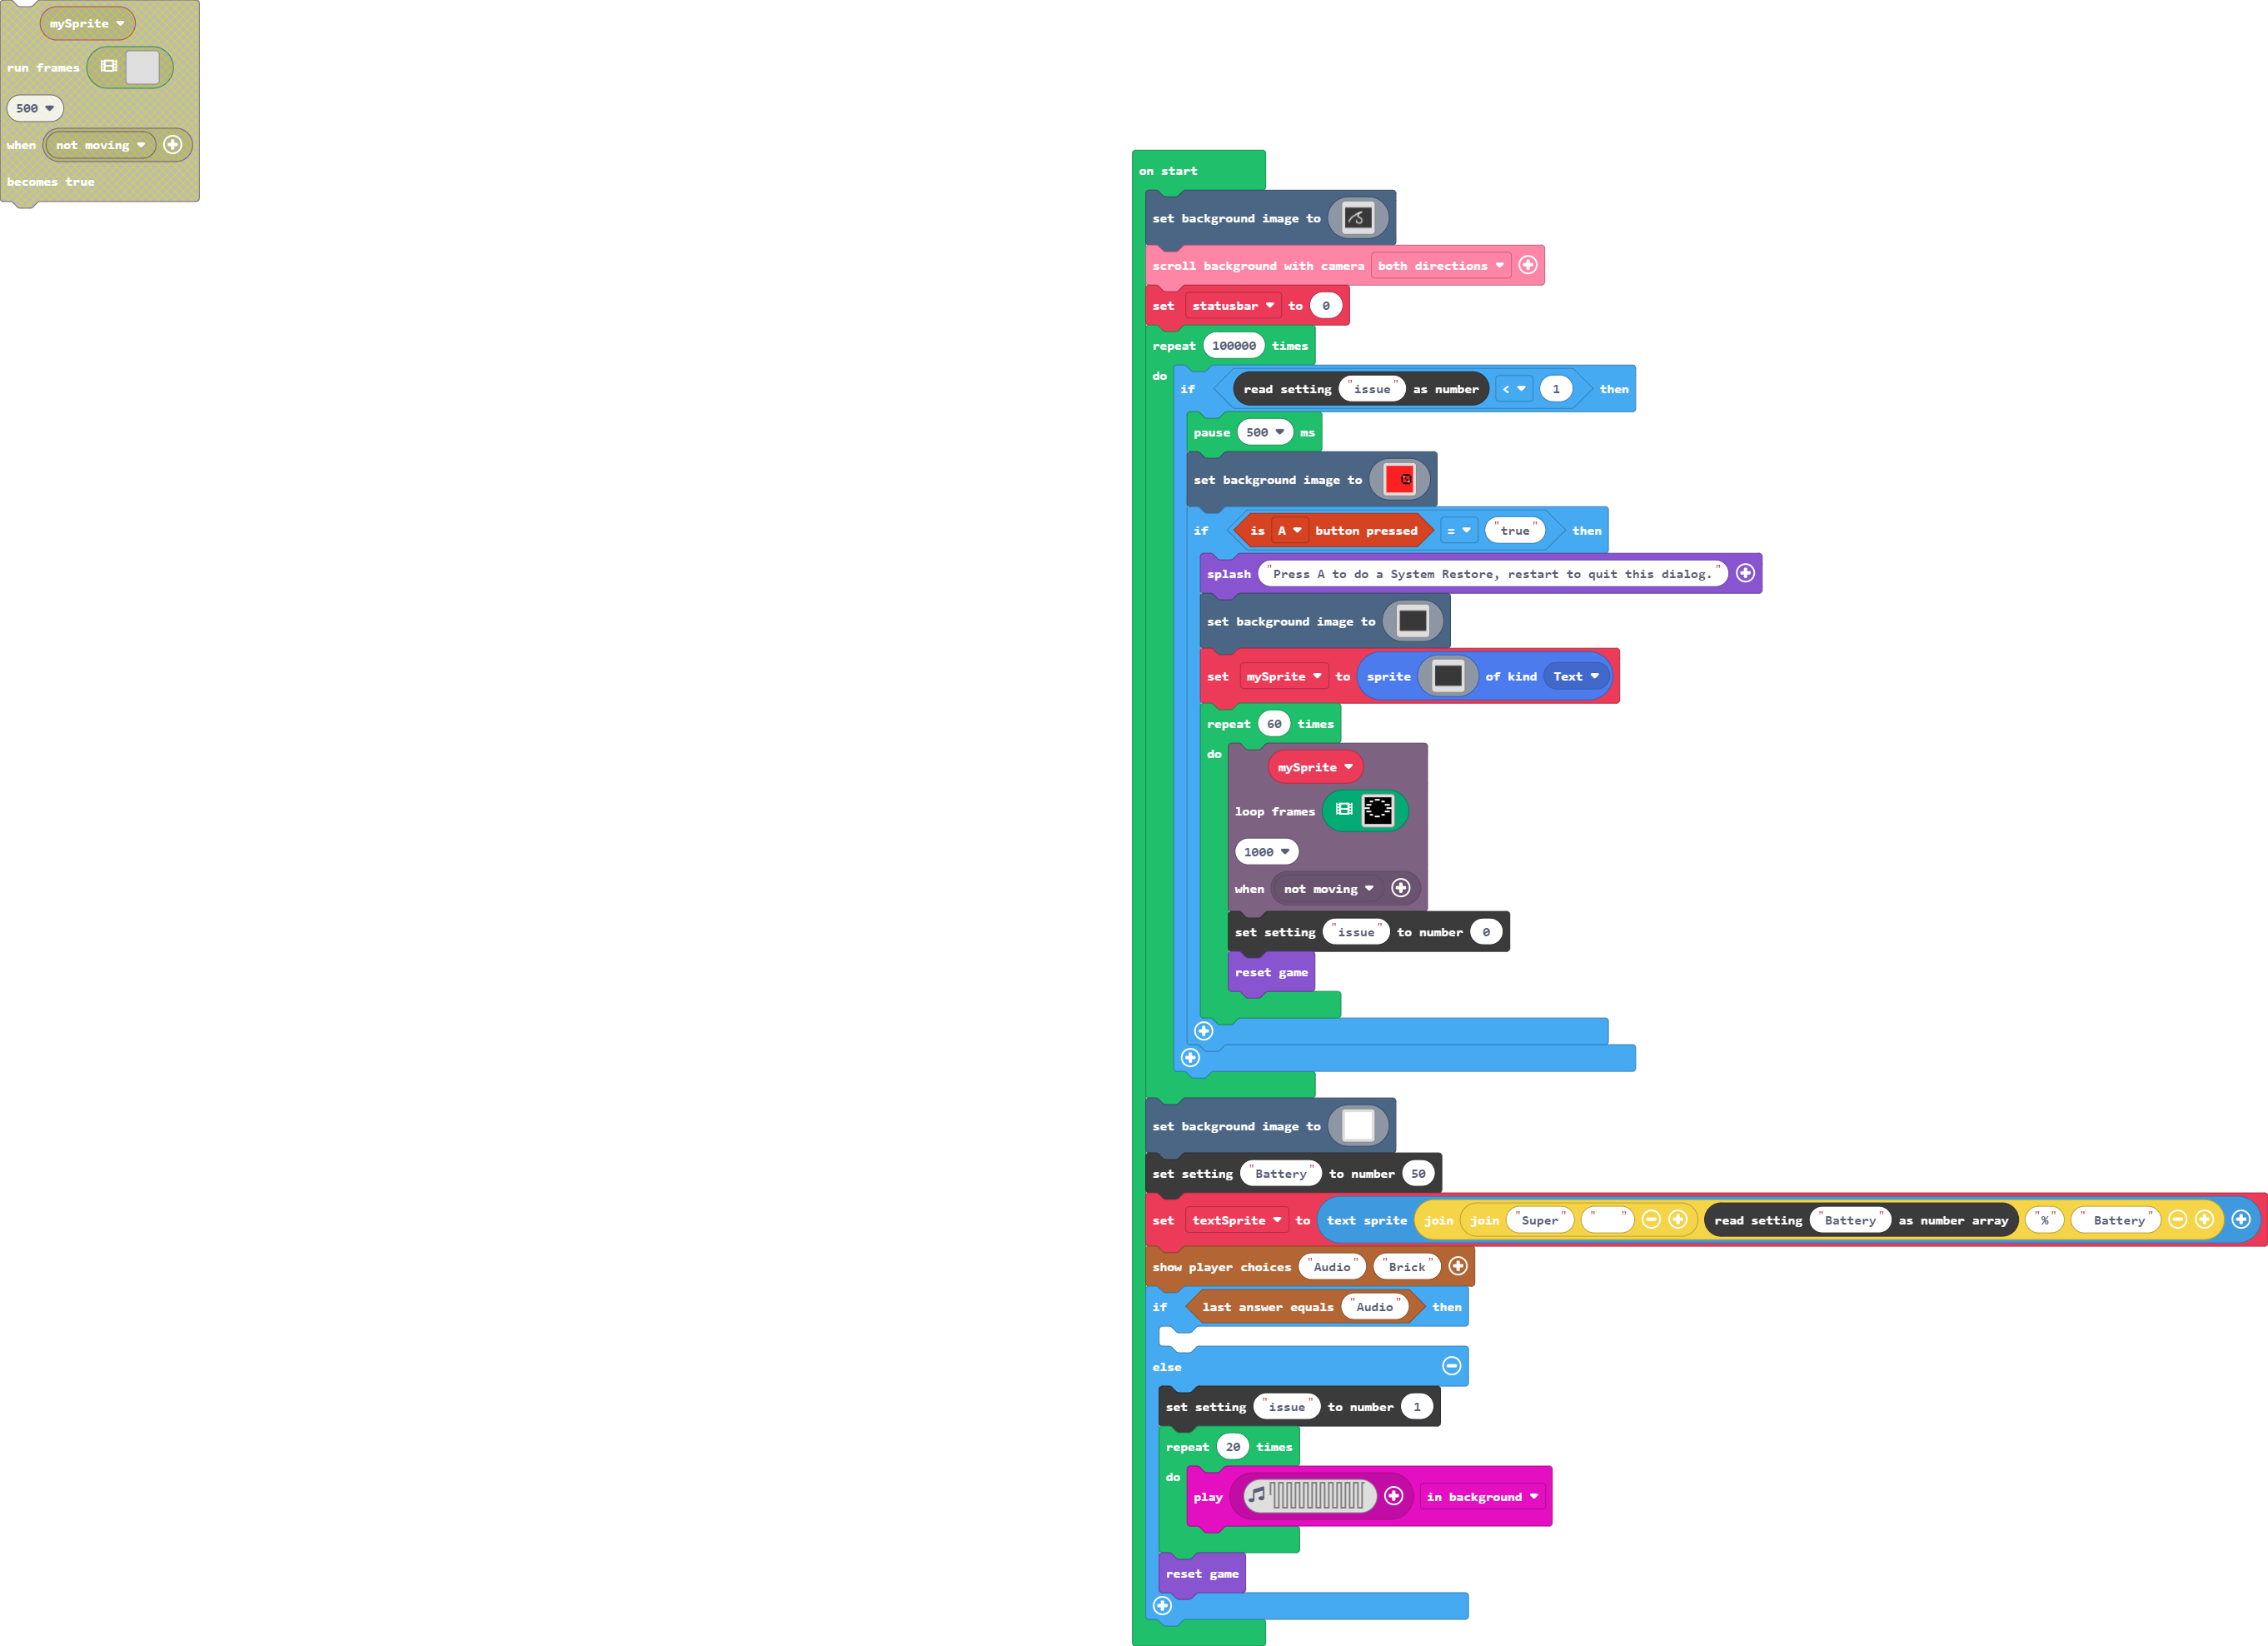 mySprite
run frames
500
when not moving
becomes true
on start
set background image to
scroll background with camera both directions
set statusbar to 0
repeat 100000 times
do
if read setting "issue" as number < 1 then
pause 500 ms
set background image to
if is A button pressed = "true" then
splash "Press A to do a System Restore, restart to quit this dialog."
set background image to
set mySprite to sprite of kind Text
repeat 60 times
do
mySprite
loop frames
1000
when not moving
set setting "issue" to number 0
reset game
set background image to
set setting "Battery" to number 50
set textSprite to text sprite join join "Super" " " read setting "Battery" as number array "%" " Battery"
show player choices "Audio" "Brick"
if last answer equals "Audio" then
else
set setting "issue" to number 1
repeat 20 times
do
play in background
reset game